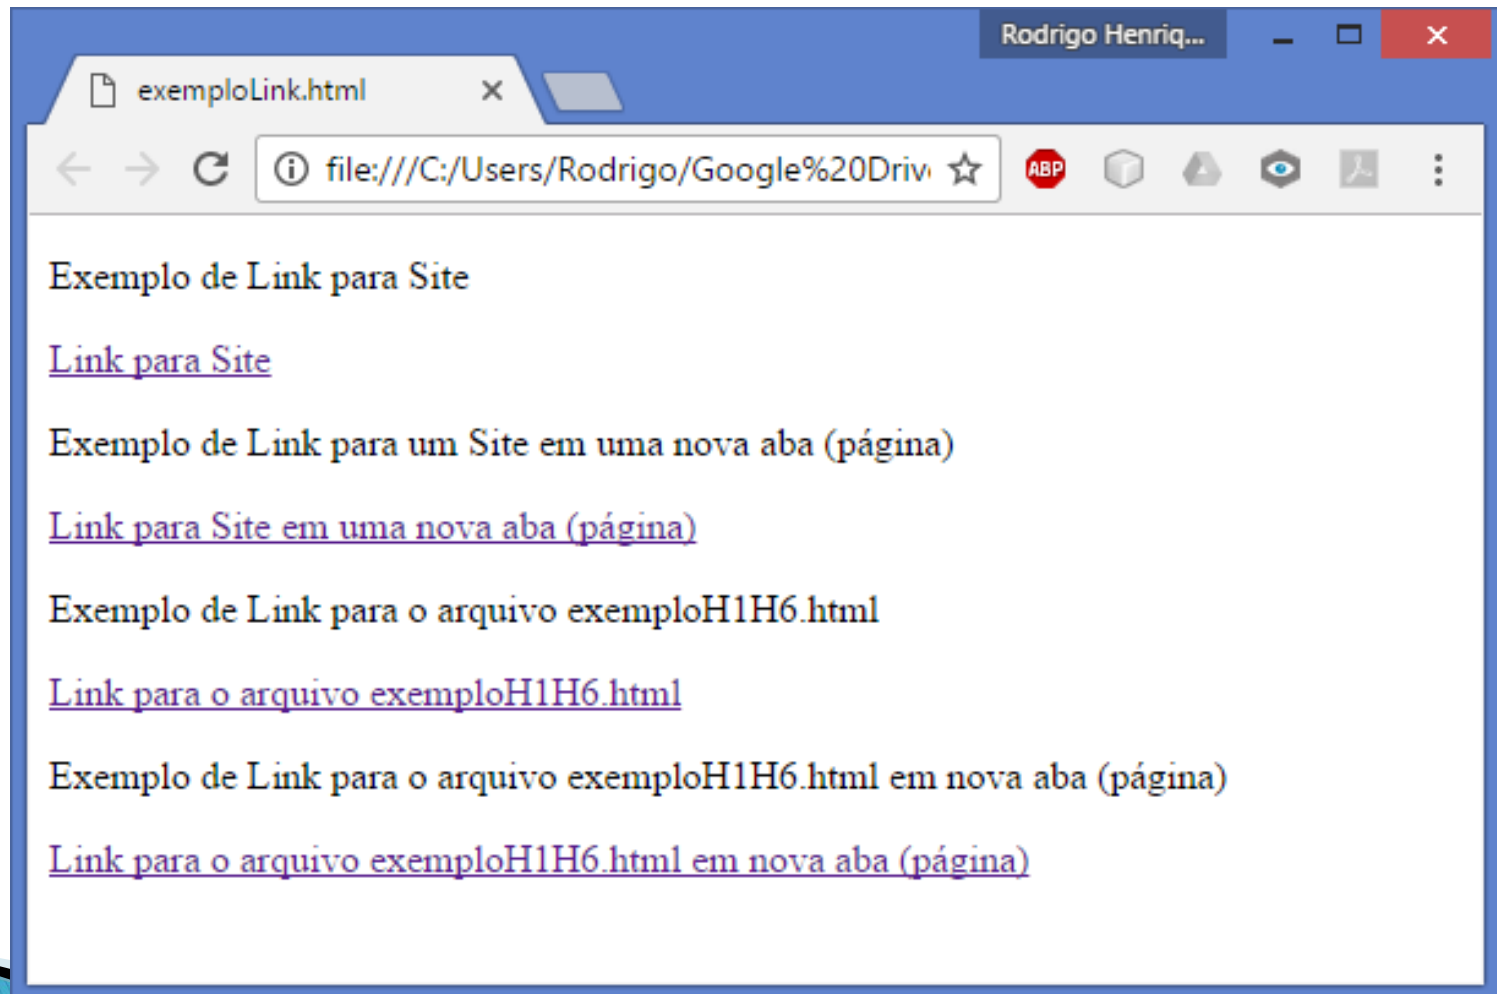 Rodrigo Henriq...
exemploLink.html
file:///C:/Users/Rodrigo/Google%20Driv
ABP
Exemplo de Link para Site
Link para Site
Exemplo de Link para um Site em uma nova aba (página)
Link para Site em uma nova aba (página)
Exemplo de Link para o arquivo exemploH1H6.html
Link para o arquivo exemploH1H6.html
Exemplo de Link para o arquivo exemploH1H6.html em nova aba (página)
Link para o arquivo exemploH1H6.html em nova aba (página)